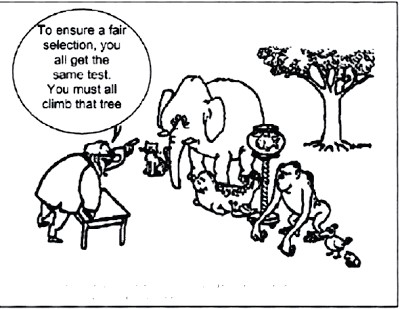 To ensure a fair
selection, you
all get the
same test.
You must all
climb that tree